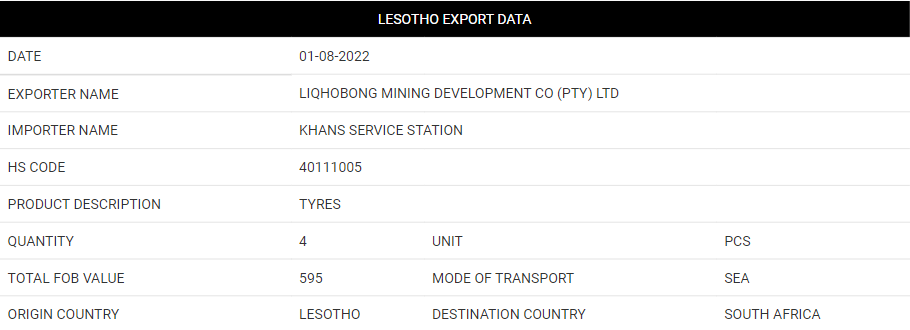 LESOTHO EXPORT DATA
DATE 01-08-2022
EXPORTER NAME LIQHOBONG MINING DEVELOPMENT CO (PTY) LTD
IMPORTER NAME KHANS SERVICE STATION
HS CODE 40111005
PRODUCT DESCRIPTION TYRES
QUANTITY 4 UNIT PCS
TOTAL FOB VALUE 595 MODE OF TRANSPORT SEA
ORIGIN COUNTRY LESOTHO DESTINATION COUNTRY SOUTH AFRICA